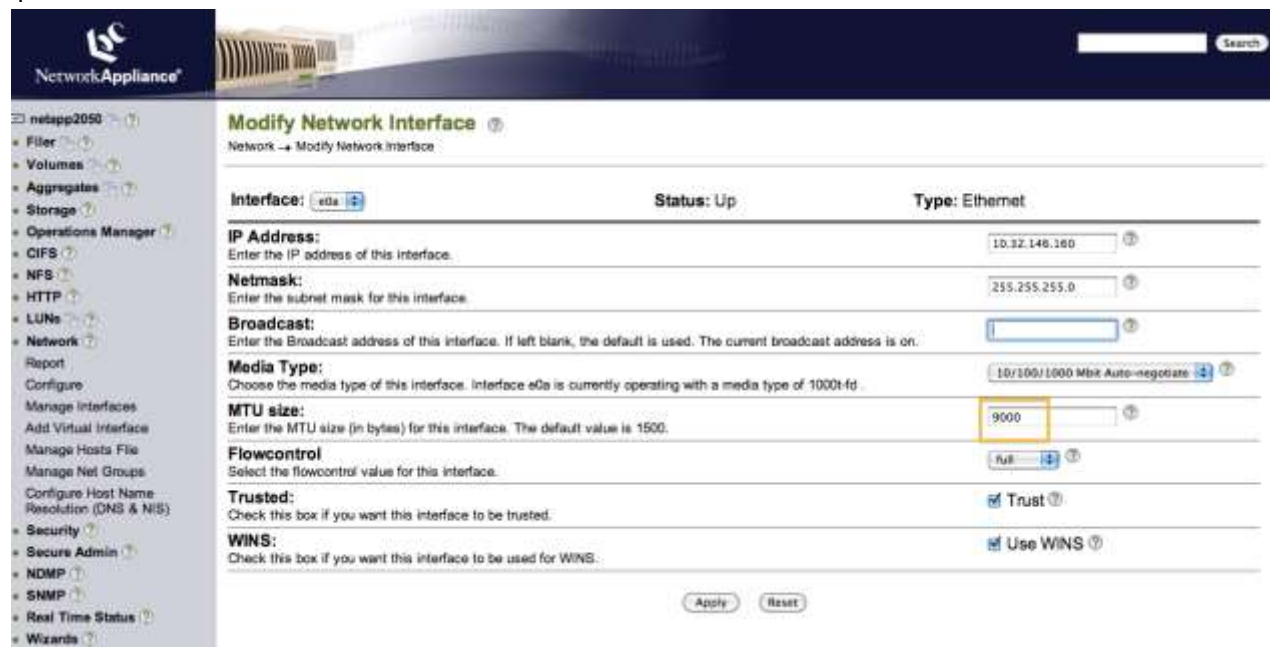 NetworkAppliance®
Search
netapp2050
Filer
Volumes
Aggregates
Storage
Operations Manager
CIFS
NFS
HTTP
LUNs
Network
Report
Configure
Manage Interfaces
Add Virtual Interface
Manage Hosts File
Manage Net Groups
Configure Host Name
Resolution (DNS & NIS)
Security
Secure Admin
NDMP
SNMP
Real Time Status
Wizards
Modify Network Interface
Network → Modify Network Interface
Interface: e0a Status: Up Type: Ethernet
IP Address: 10.32.146.160
Enter the IP address of this interface.
Netmask: 255.255.255.0
Enter the subnet mask for this interface.
Broadcast:
Enter the Broadcast address of this interface. If left blank, the default is used. The current broadcast address is on.
Media Type: 10/100/1000 Mbit Auto-negotiate
Choose the media type of this interface. Interface e0a is currently operating with a media type of 1000t-fd .
MTU size: 9000
Enter the MTU size (in bytes) for this interface. The default value is 1500.
Flowcontrol full
Select the flowcontrol value for this interface.
Trusted: Trust
Check this box if you want this interface to be trusted.
WINS: Use WINS
Check this box if you want this interface to be used for WINS.
Apply Reset